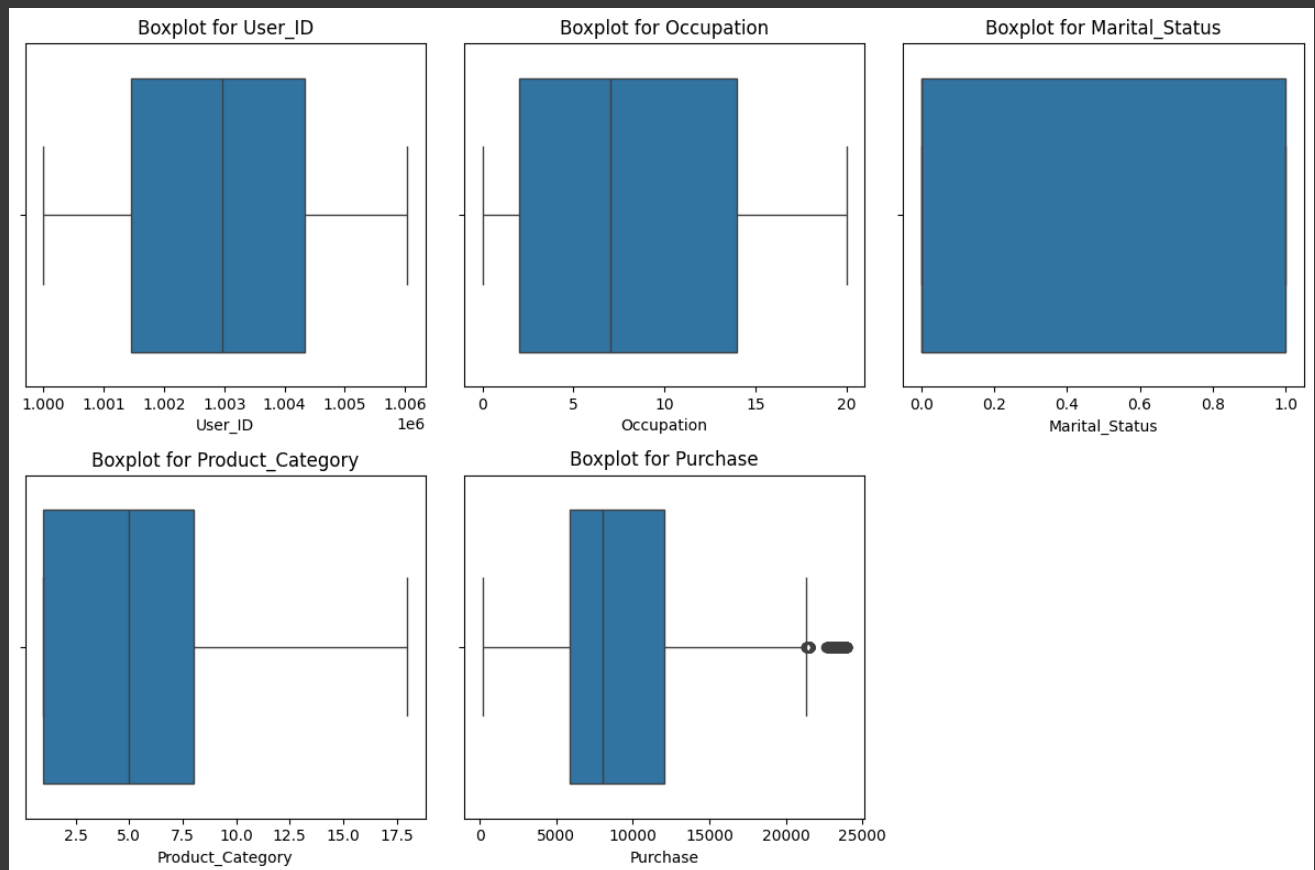 Boxplot for User_ID
1.000 1.001 1.002 1.003 1.004 1.005 1.006
1e6
User_ID
Boxplot for Occupation
0 5 10 15 20
Occupation
Boxplot for Marital_Status
0.0 0.2 0.4 0.6 0.8 1.0
Marital_Status
Boxplot for Product_Category
2.5 5.0 7.5 10.0 12.5 15.0 17.5
Product_Category
Boxplot for Purchase
0 5000 10000 15000 20000 25000
Purchase